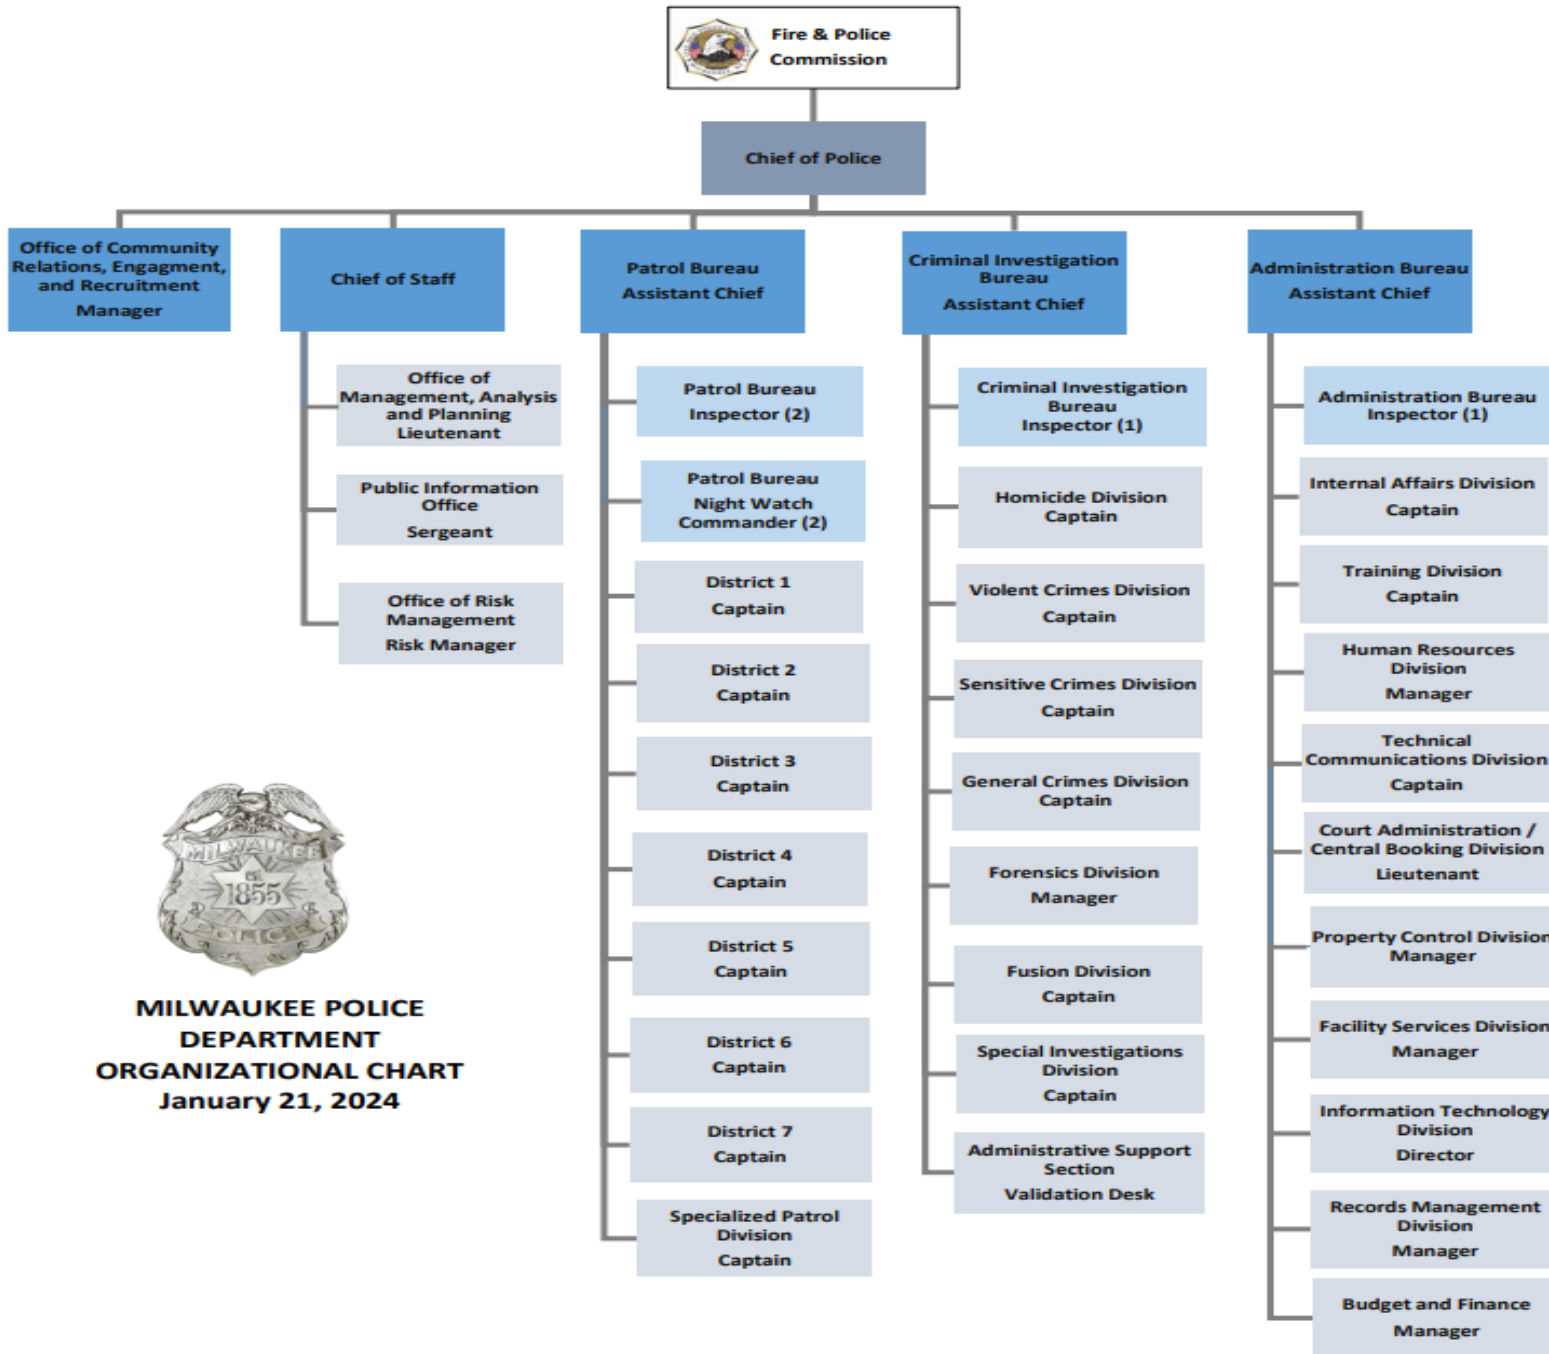 Fire & Police
Commission
Chief of Police
Office of Community
Relations, Engagment,
and Recruitment
Manager
Chief of Staff
Office of
Management, Analysis
and Planning
Lieutenant
Public Information
Office
Sergeant
Office of Risk
Management
Risk Manager
Patrol Bureau
Assistant Chief
Patrol Bureau
Inspector (2)
Patrol Bureau
Night Watch
Commander (2)
District 1
Captain
District 2
Captain
District 3
Captain
District 4
Captain
District 5
Captain
District 6
Captain
District 7
Captain
Specialized Patrol
Division
Captain
Criminal Investigation
Bureau
Assistant Chief
Criminal Investigation
Bureau
Inspector (1)
Homicide Division
Captain
Violent Crimes Division
Captain
Sensitive Crimes Division
Captain
General Crimes Division
Captain
Forensics Division
Manager
Fusion Division
Captain
Special Investigations
Division
Captain
Administrative Support
Section
Validation Desk
Administration Bureau
Assistant Chief
Administration Bureau
Inspector (1)
Internal Affairs Division
Captain
Training Division
Captain
Human Resources
Division
Manager
Technical
Communications Division
Captain
Court Administration /
Central Booking Division
Lieutenant
Property Control Division
Manager
Facility Services Division
Manager
Information Technology
Division
Director
Records Management
Division
Manager
Budget and Finance
Manager
MILWAUKEE
1855
POLICE
MILWAUKEE POLICE
DEPARTMENT
ORGANIZATIONAL CHART
January 21, 2024